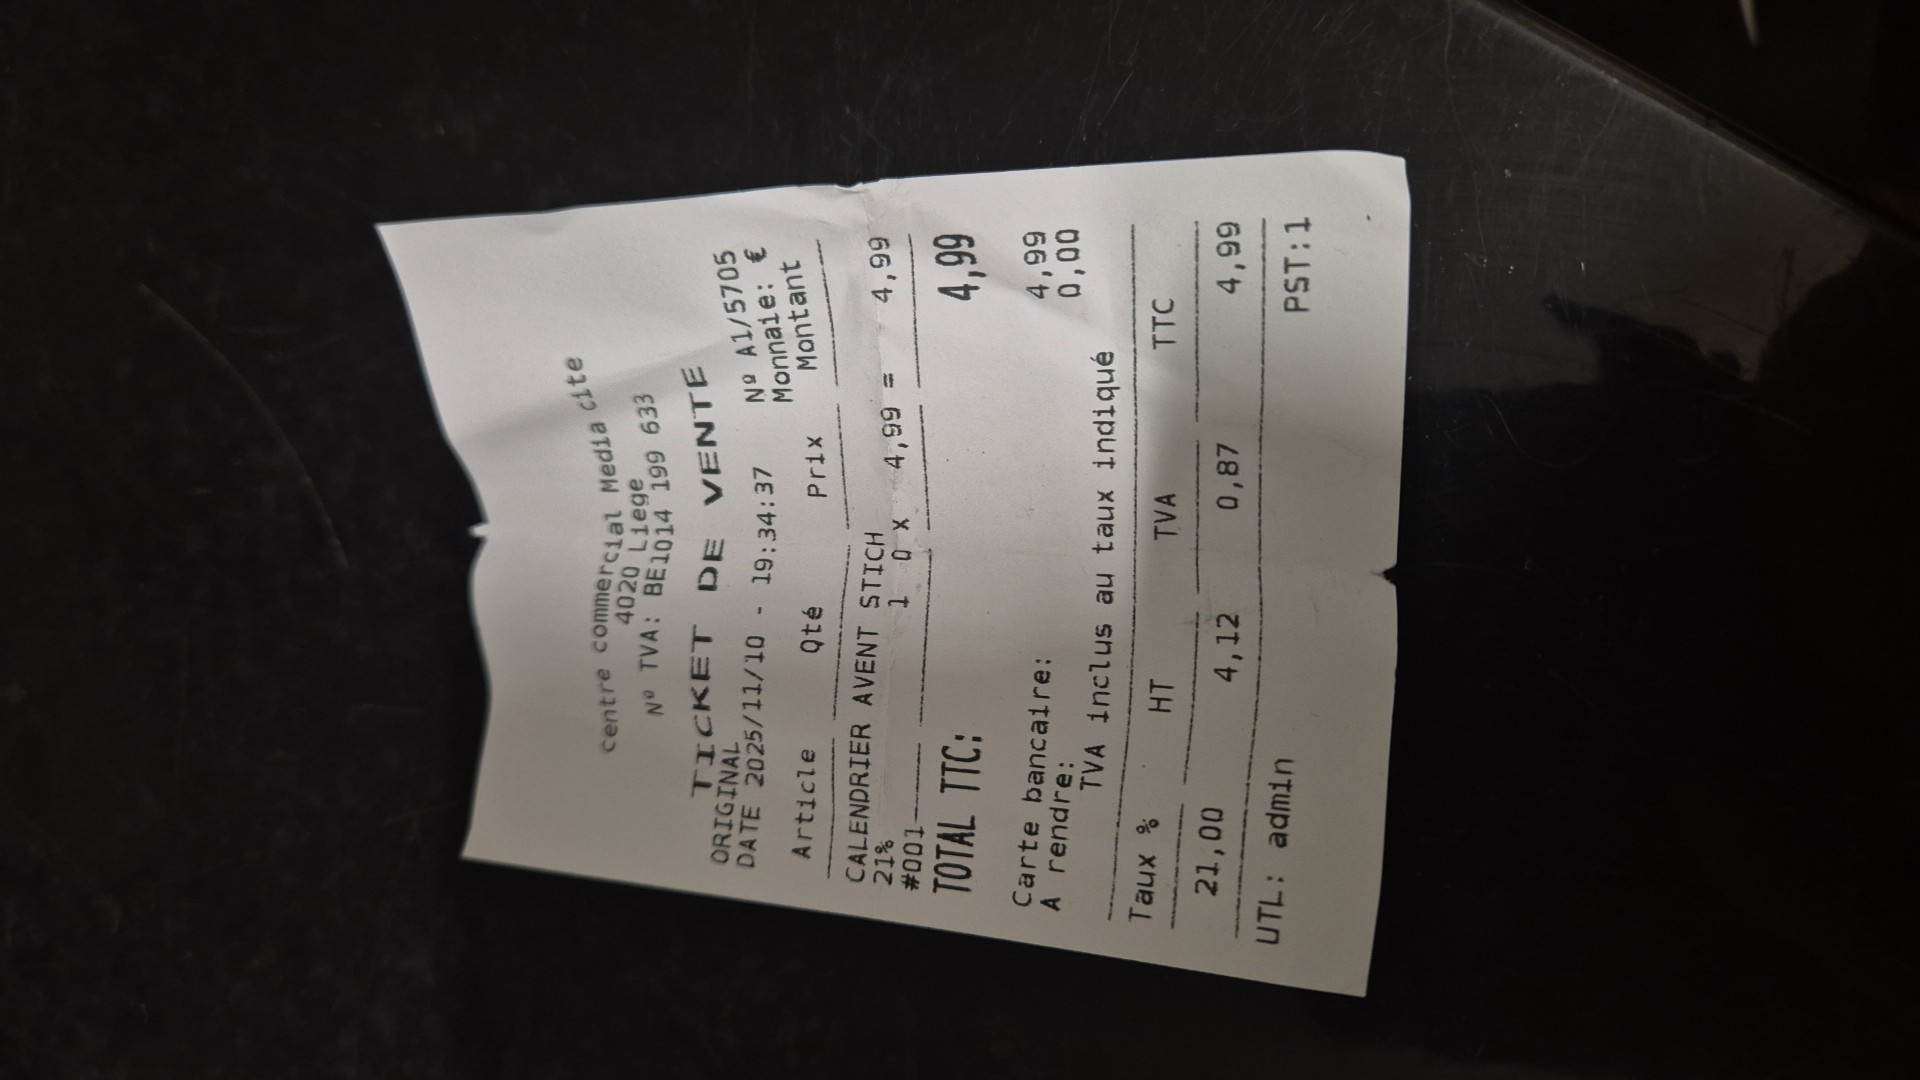 centre commercial Media cite
4020 Liege
Nº TVA: BE1014 199 633
TICKET DE VENTE
ORIGINAL
DATE 2025/11/10 - 19:34:37 Nº A1/5705
Monnaie: €
Article Qté Prix Montant
CALENDRIER AVENT STICH
21% 1 0 x 4,99 = 4,99
#001
TOTAL TTC: 4,99
Carte bancaire: 4,99
A rendre: 0,00
TVA inclus au taux indiqué
Taux % HT TVA TTC
21,00 4,12 0,87 4,99
UTL: admin PST:1